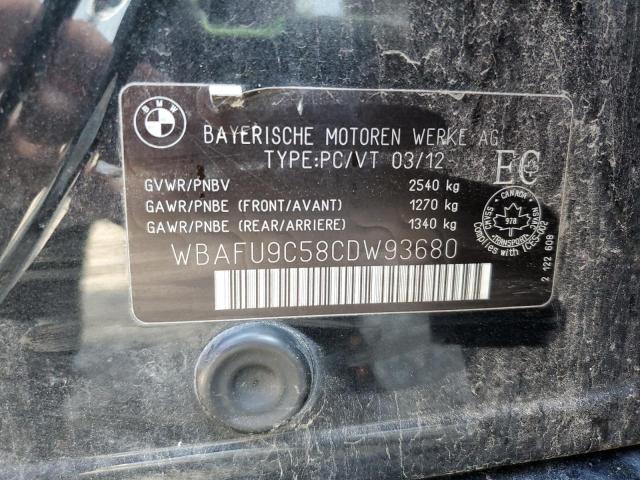 BMW
BAYERISCHE MOTOREN WERKE AG
TYPE:PC/VT 03/12
EC
GVWR/PNBV 2540 kg
GAWR/PNBE (FRONT/AVANT) 1270 kg
GAWR/PNBE (REAR/ARRIERE) 1340 kg
WBAFU9C58CDW93680
CANADA
978
TRANSPORT
2 122 608